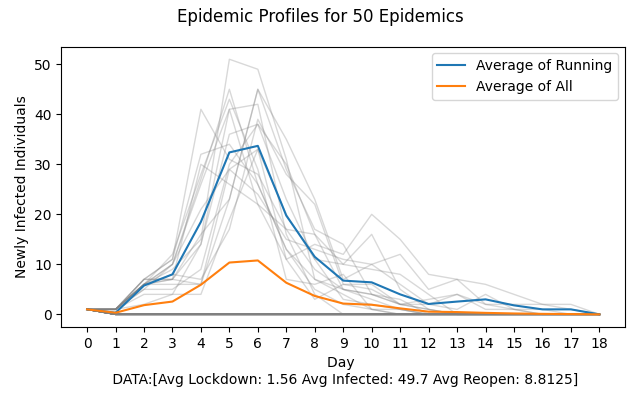 Epidemic Profiles for 50 Epidemics
Average of Running
Average of All
Newly Infected Individuals
50
40
30
20
10
0
0 1 2 3 4 5 6 7 8 9 10 11 12 13 14 15 16 17 18
Day
DATA:[Avg Lockdown: 1.56 Avg Infected: 49.7 Avg Reopen: 8.8125]